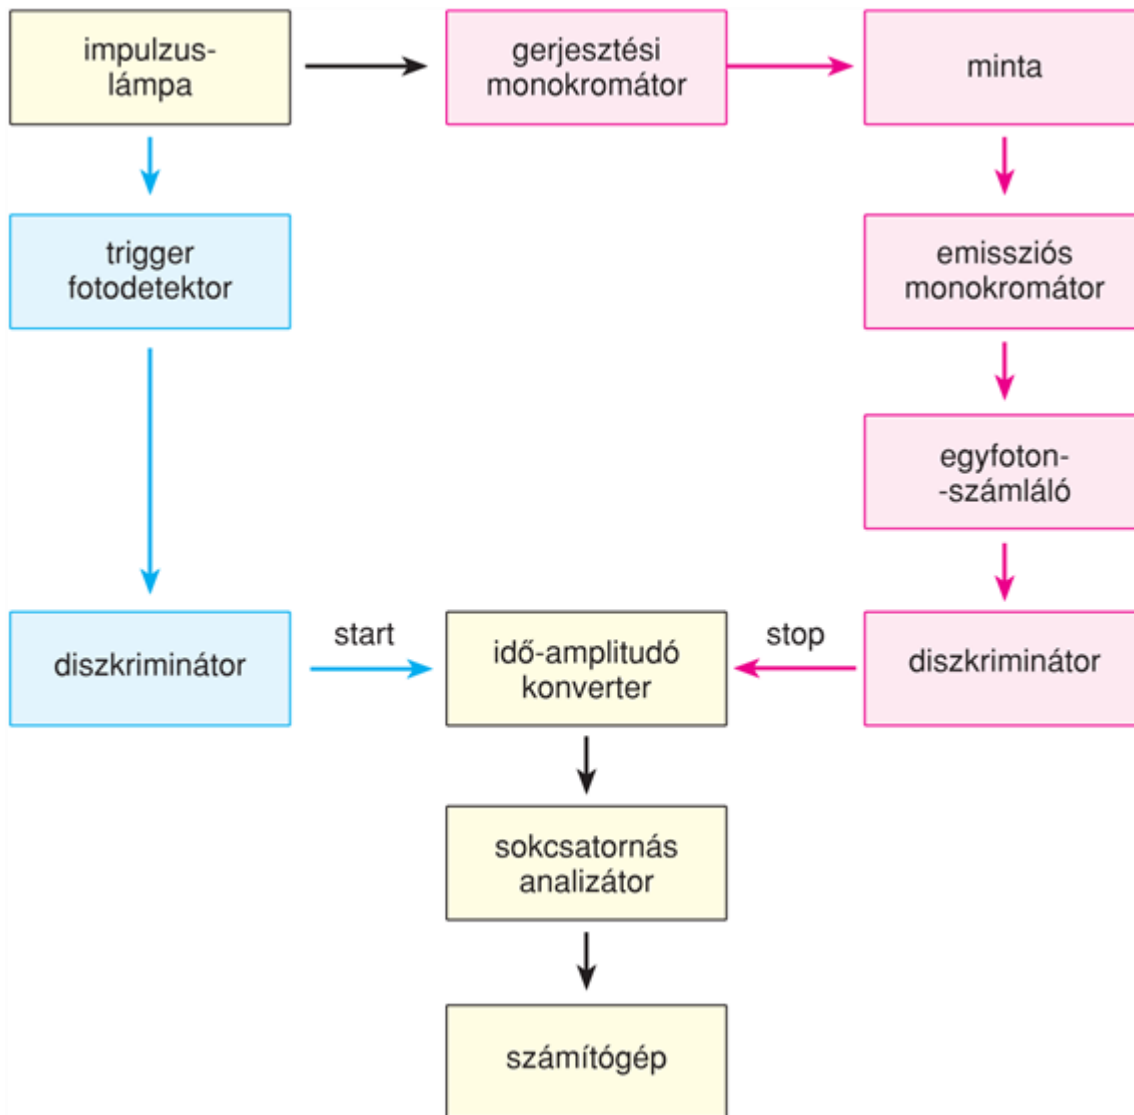 impulzus-
lámpa
gerjesztési
monokromátor
minta
trigger
fotodetektor
emissziós
monokromátor
egyfoton-
-számláló
diszkriminátor
start
idő-amplitudó
konverter
stop
diszkriminátor
sokcsatornás
analizátor
számítógép